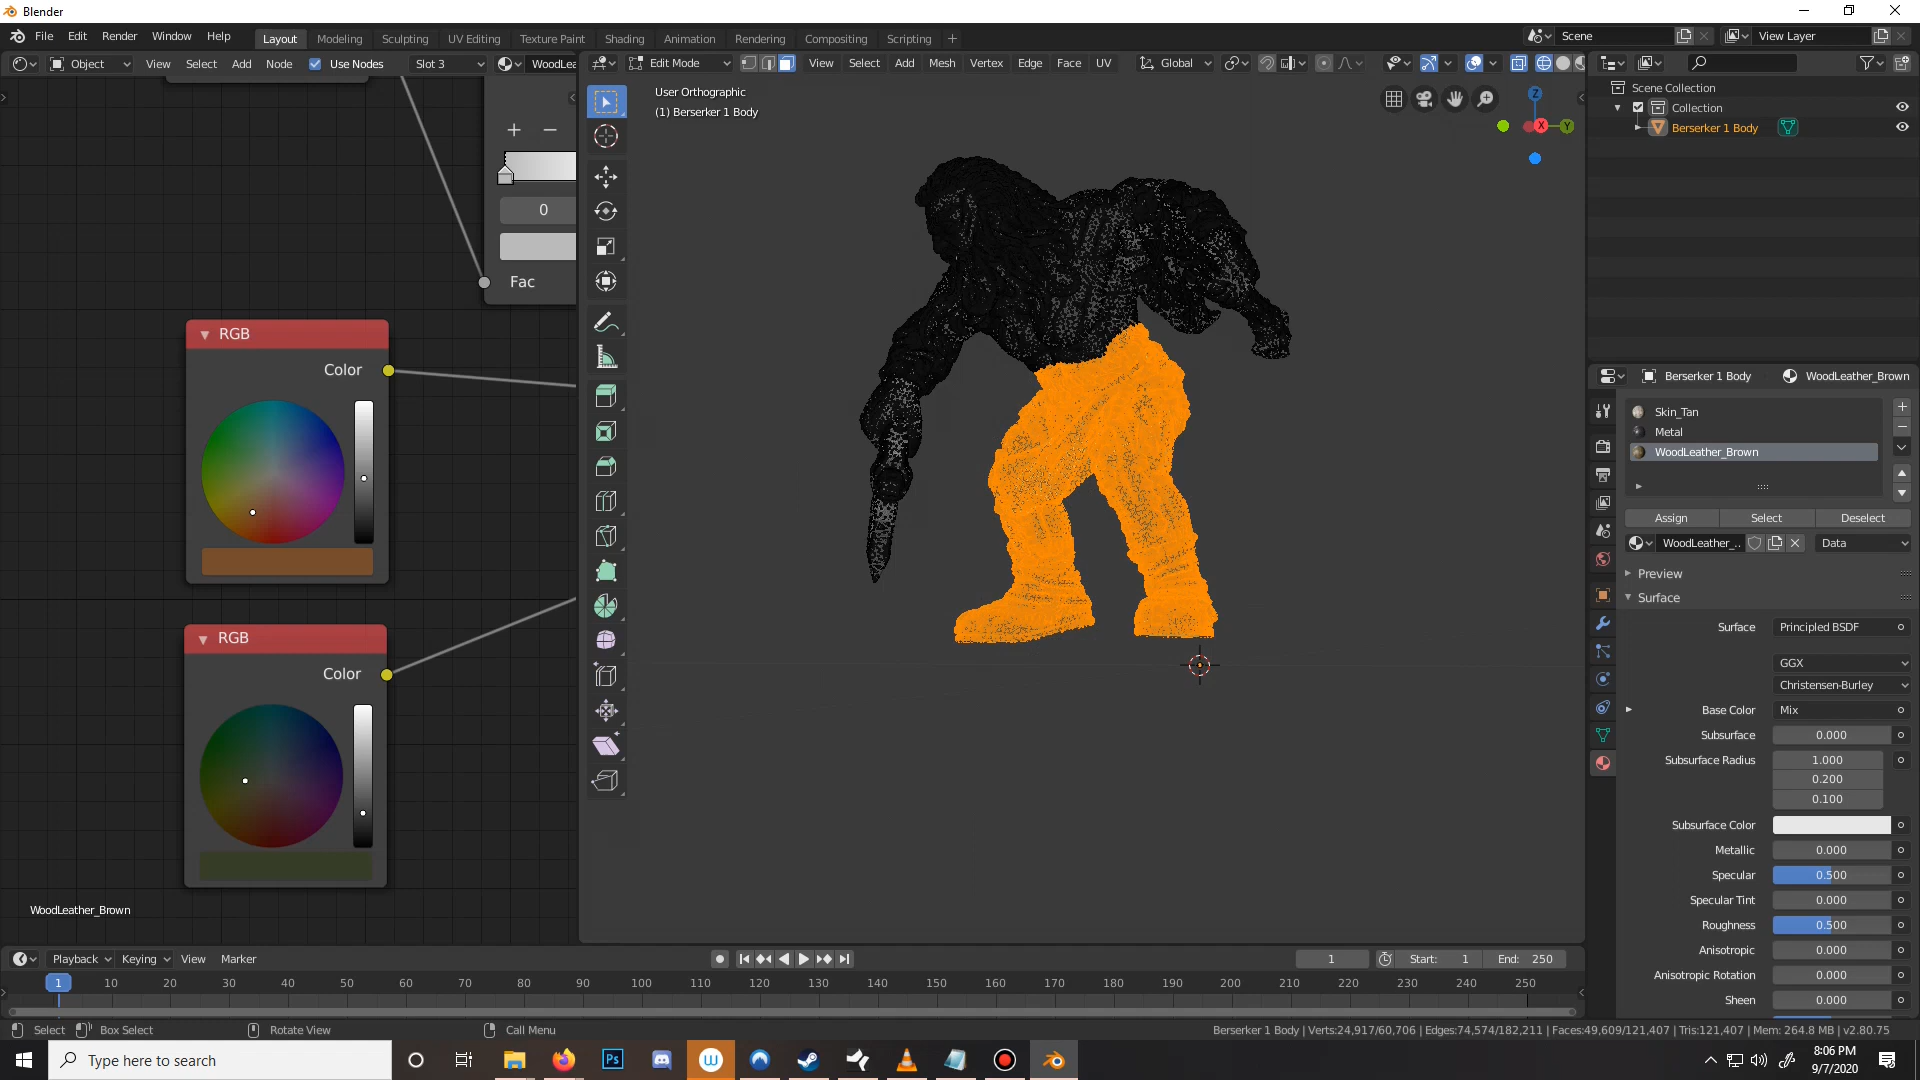 Blender
File Edit Render Window Help
Layout Modeling Sculpting UV Editing Texture Paint Shading Animation Rendering Compositing Scripting +
Scene
View Layer
Object View Select Add Node Use Nodes Slot 3 WoodLea
Edit Mode View Select Add Mesh Vertex Edge Face UV Global
User Orthographic
(1) Berserker 1 Body
Z
X
Y
0
Fac
RGB
Color
RGB
Color
WoodLeather_Brown
Scene Collection
Collection
Berserker 1 Body
Berserker 1 Body WoodLeather_Brown
Skin_Tan
Metal
WoodLeather_Brown
Assign Select Deselect
WoodLeather_.. Data
Preview
Surface
Surface Principled BSDF
GGX
Christensen-Burley
Base Color Mix
Subsurface 0.000
Subsurface Radius 1.000
0.200
0.100
Subsurface Color
Metallic 0.000
Specular 0.500
Specular Tint 0.000
Roughness 0.500
Anisotropic 0.000
Anisotropic Rotation 0.000
Sheen 0.000
Playback Keying View Marker 1 Start: 1 End: 250
1 10 20 30 40 50 60 70 80 90 100 110 120 130 140 150 160 170 180 190 200 210 220 230 240 250
Select Box Select Rotate View Call Menu
Berserker 1 Body | Verts:24,917/60,706 | Edges:74,574/182,211 | Faces:49,609/121,407 | Tris:121,407 | Mem: 264.8 MB | v2.80.75
Type here to search
Ps
W
8:06 PM
9/7/2020